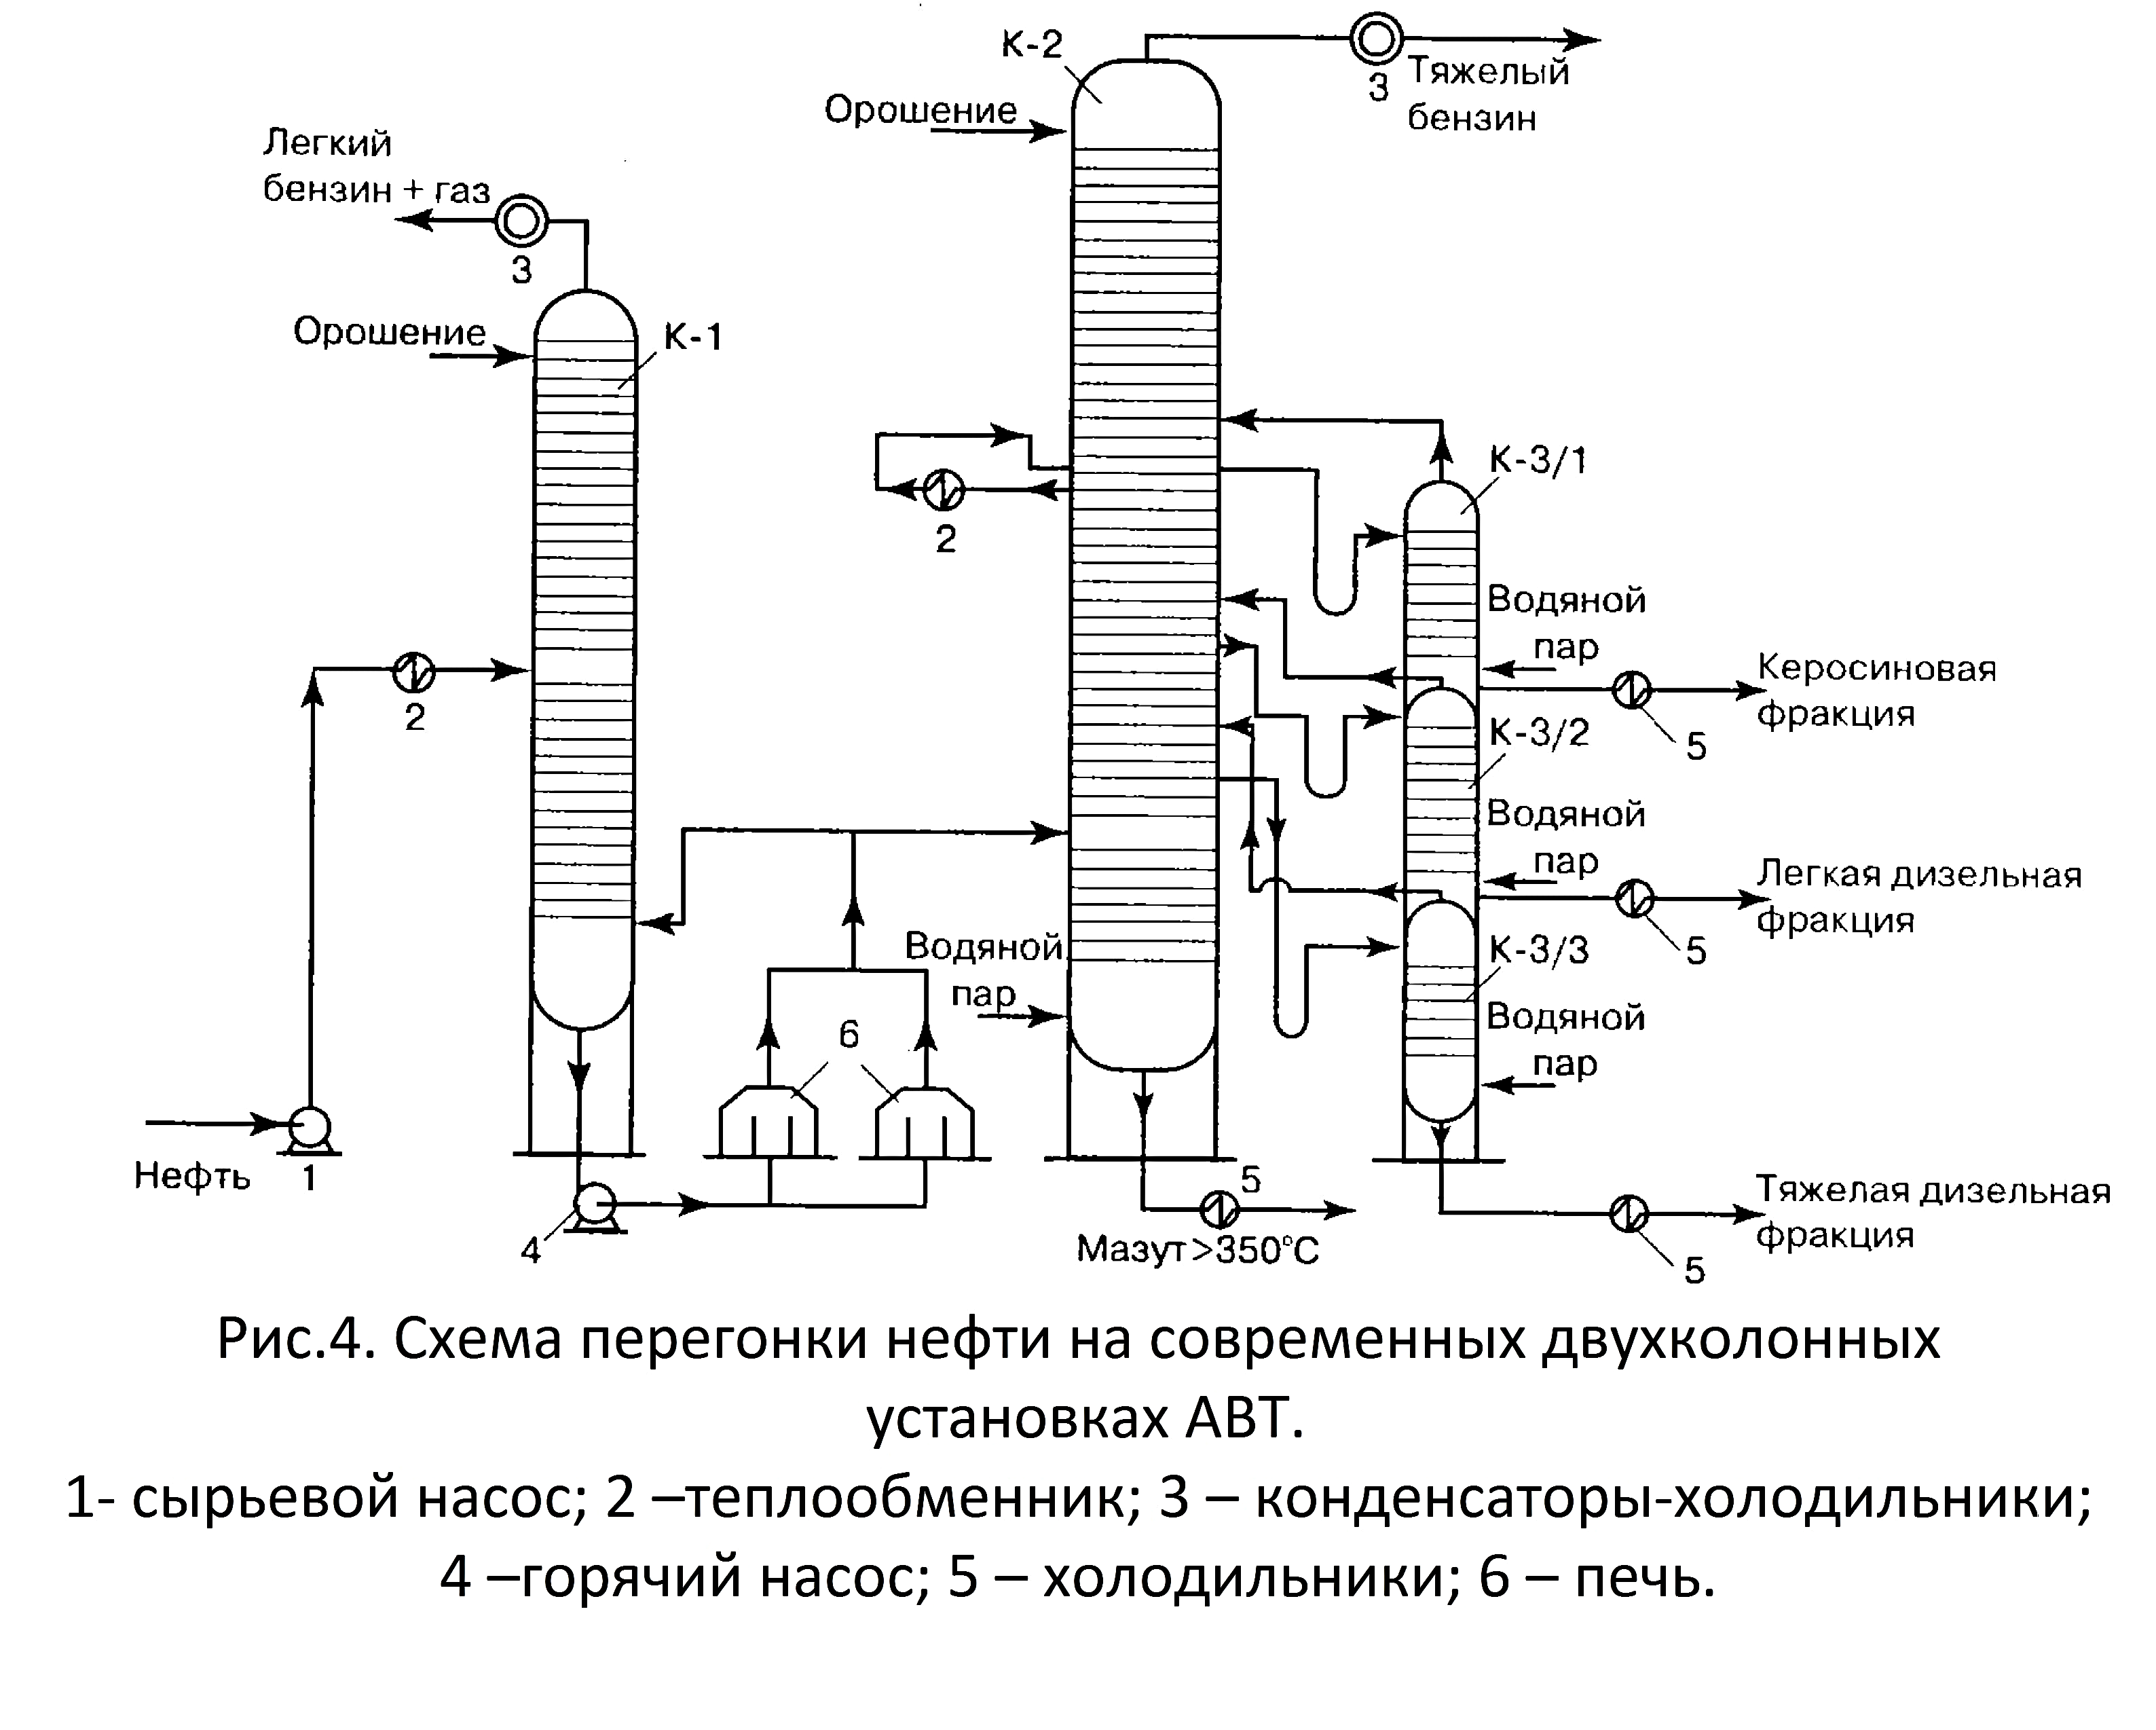 К-2
3
Тяжелый
бензин
Орошение
Легкий
бензин + газ
3
Орошение
К-1
2
К-3/1
2
Водяной
пар
Керосиновая
фракция
5
К-3/2
Водяной
пар
Легкая дизельная
фракция
5
К-3/3
Водяной
пар
Водяной
пар
6
Нефть
1
4
5
Мазут >350°С
Тяжелая дизельная
фракция
5
Рис.4. Схема перегонки нефти на современных двухколонных
установках АВТ.
1- сырьевой насос; 2 –теплообменник; 3 – конденсаторы-холодильники;
4 –горячий насос; 5 – холодильники; 6 – печь.